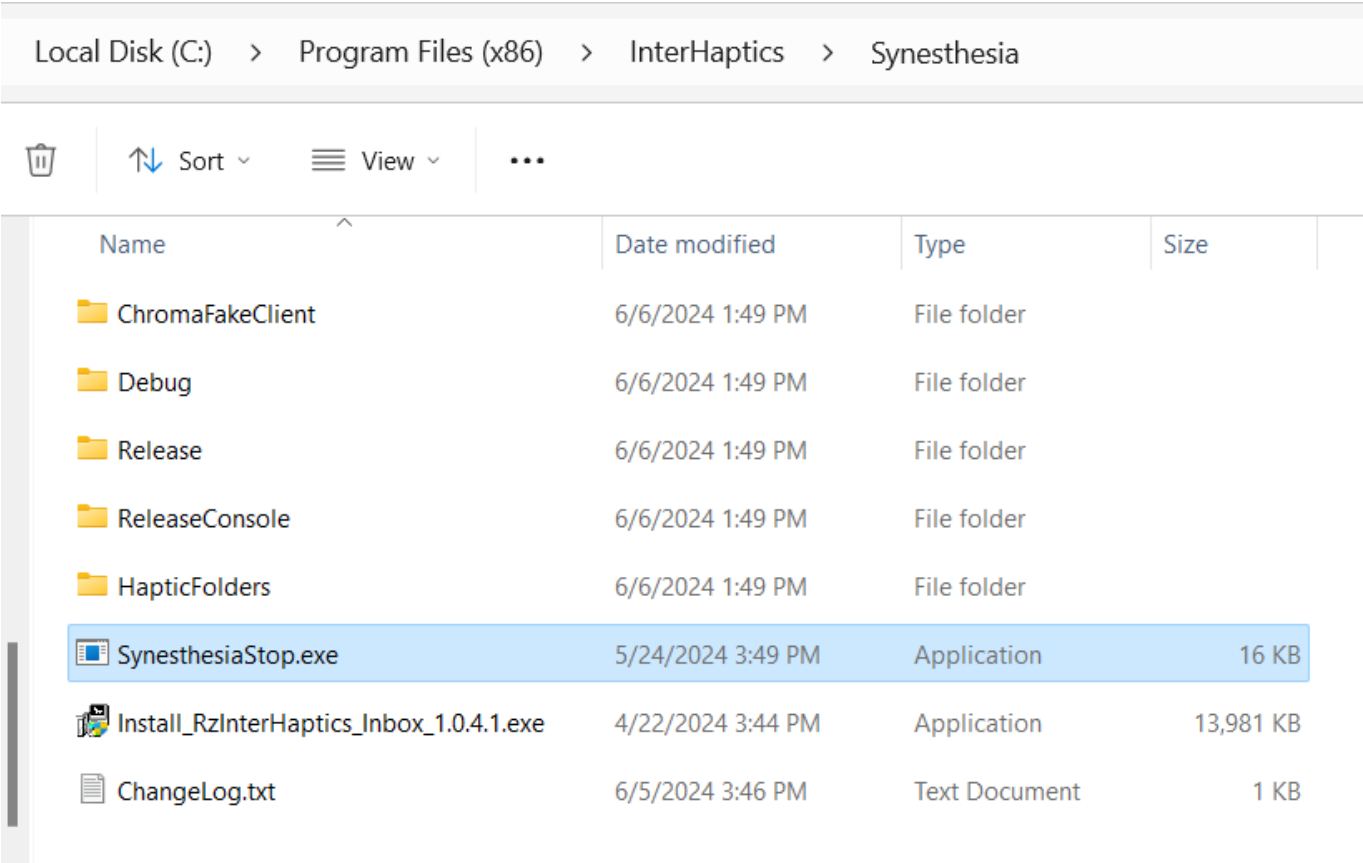 Local Disk (C:) > Program Files (x86) > InterHaptics > Synesthesia
Sort View
Name Date modified Type Size
ChromaFakeClient 6/6/2024 1:49 PM File folder
Debug 6/6/2024 1:49 PM File folder
Release 6/6/2024 1:49 PM File folder
ReleaseConsole 6/6/2024 1:49 PM File folder
HapticFolders 6/6/2024 1:49 PM File folder
SynesthesiaStop.exe 5/24/2024 3:49 PM Application 16 KB
Install_RzInterHaptics_Inbox_1.0.4.1.exe 4/22/2024 3:44 PM Application 13,981 KB
ChangeLog.txt 6/5/2024 3:46 PM Text Document 1 KB